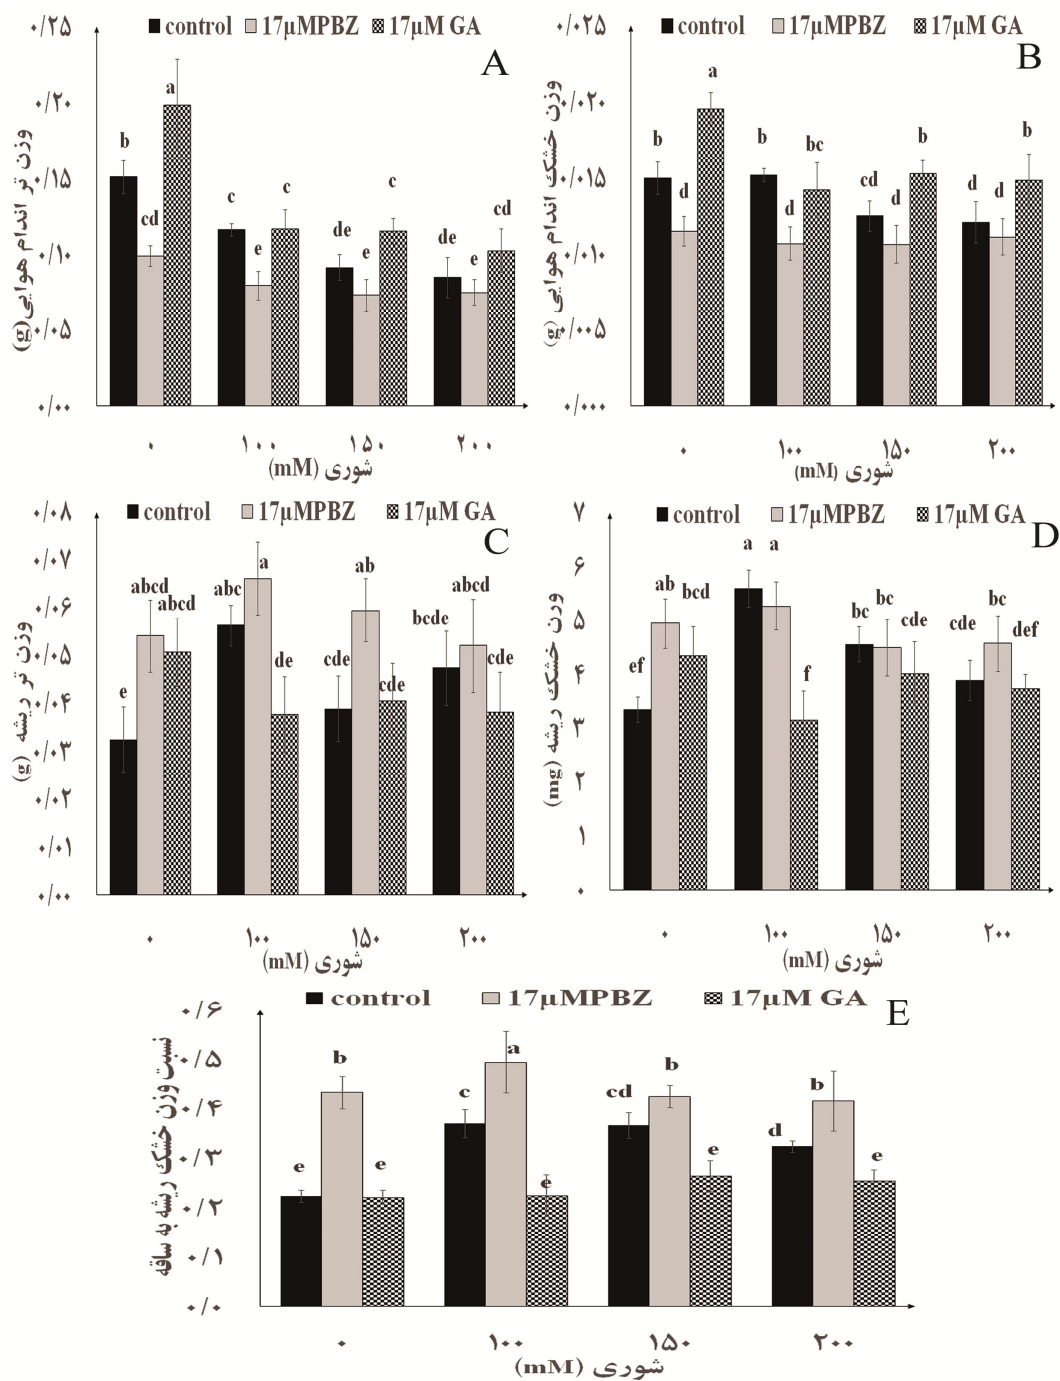 control 17µMPBZ 17µM GA
A
وزن تر اندام هوایی(g)
۰/۲۵
۰/۲۰
۰/۱۵
۰/۱۰
۰/۰۵
۰/۰۰
b cd a
c e c
de e c
de e cd
۰ ۱۰۰ ۱۵۰ ۲۰۰
شوری (mM)
control 17µMPBZ 17µM GA
B
وزن خشک اندام هوایی (g)
۰/۰۲۵
۰/۰۲۰
۰/۰۱۵
۰/۰۱۰
۰/۰۰۵
۰/۰۰۰
b d a
b d bc
cd d b
d d b
۰ ۱۰۰ ۱۵۰ ۲۰۰
شوری (mM)
control 17µMPBZ 17µM GA
C
وزن تر ریشه (g)
۰/۰۸
۰/۰۷
۰/۰۶
۰/۰۵
۰/۰۴
۰/۰۳
۰/۰۲
۰/۰۱
۰/۰۰
e abcd abcd
abc a de
cde ab cde
bcde abcd cde
۰ ۱۰۰ ۱۵۰ ۲۰۰
شوری (mM)
control 17µMPBZ 17µM GA
D
وزن خشک ریشه (mg)
۷
۶
۵
۴
۳
۲
۱
۰
ef ab bcd
a a f
bc bc cde
cde bc def
۰ ۱۰۰ ۱۵۰ ۲۰۰
شوری (mM)
control 17µMPBZ 17µM GA
E
نسبت وزن خشک ریشه به ساقه
۰/۶
۰/۵
۰/۴
۰/۳
۰/۲
۰/۱
۰/۰
e b e
c a e
cd b e
d b e
۰ ۱۰۰ ۱۵۰ ۲۰۰
شوری (mM)